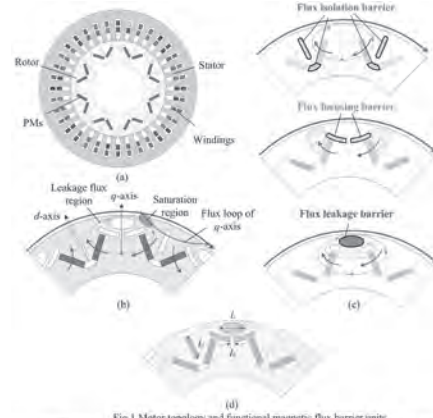 Flux isolation barrier
Rotor
Stator
PMs
Windings
(a)
Flux focusing barrier
Leakage flux
region
q-axis
Saturation
region
d-axis
Flux loop of
q-axis
Flux leakage barrier
(b)
(c)
(d)
Fig.1 Motor topology and functional magnetic flux barrier units